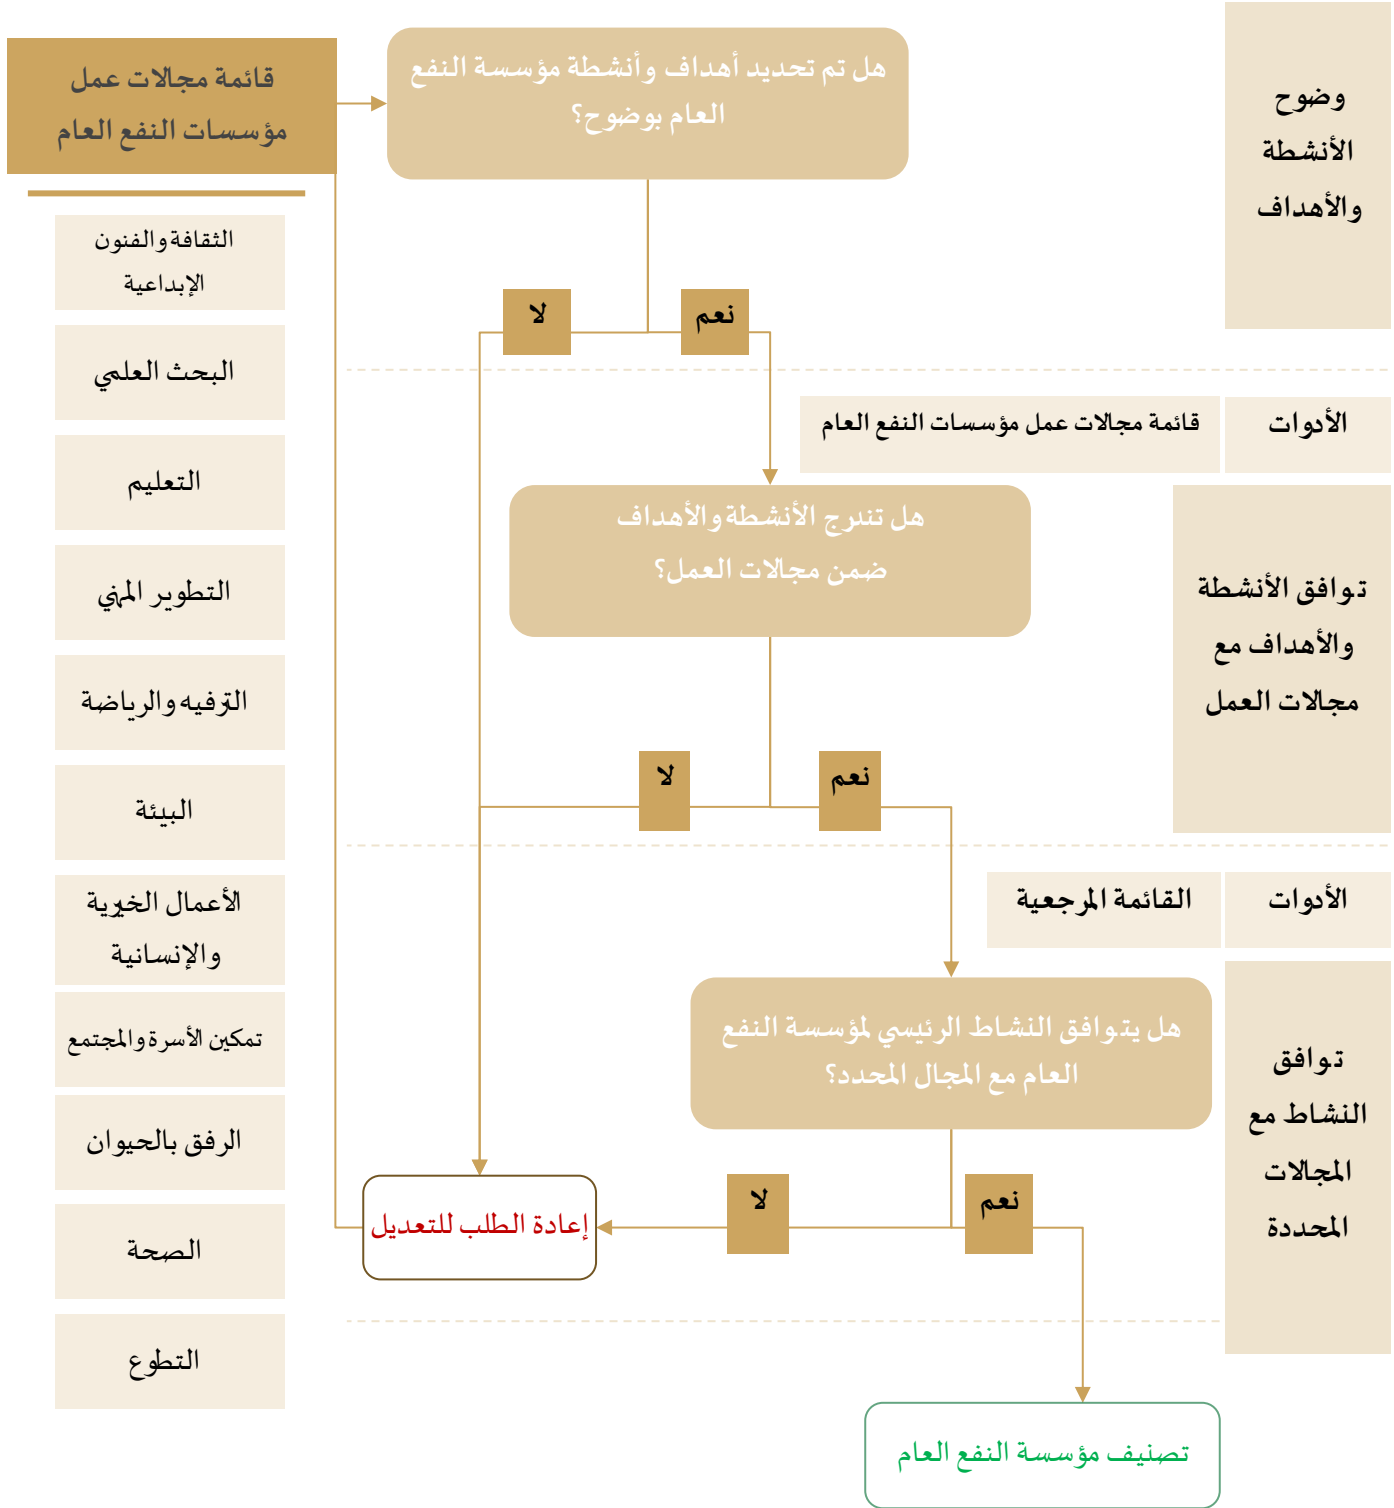 وضوح
الأنشطة
والأهداف
هل تم تحديد أهداف وأنشطة مؤسسة النفع
العام بوضوح؟
قائمة مجالات عمل
مؤسسات النفع العام
نعم
لا
الأدوات
قائمة مجالات عمل مؤسسات النفع العام
توافق الأنشطة
والأهداف مع
مجالات العمل
هل تندرج الأنشطة والأهداف
ضمن مجالات العمل؟
نعم
لا
الأدوات
القائمة المرجعية
توافق
النشاط مع
المجالات
المحددة
هل يتوافق النشاط الرئيسي لمؤسسة النفع
العام مع المجال المحدد؟
نعم
لا
إعادة الطلب للتعديل
تصنيف مؤسسة النفع العام
الثقافة والفنون
الإبداعية
البحث العلمي
التعليم
التطوير المهني
الترفيه والرياضة
البيئة
الأعمال الخيرية
والإنسانية
تمكين الأسرة والمجتمع
الرفق بالحيوان
الصحة
التطوع